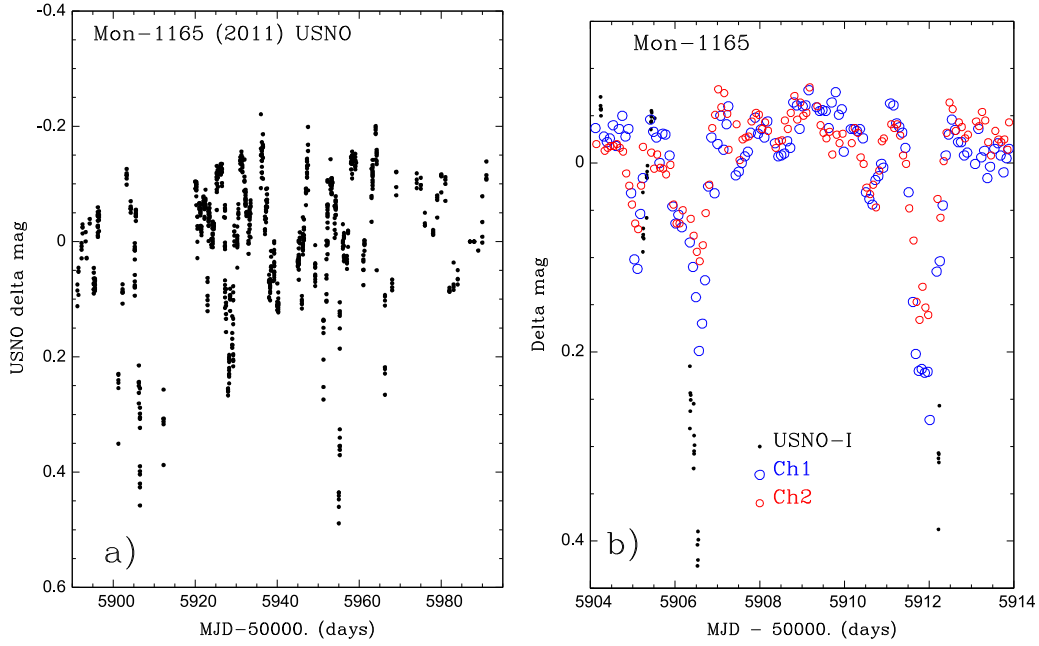 Mon-1165 (2011) USNO
-0.4
-0.2
0
0.2
0.4
0.6
USNO delta mag
a)
5900 5920 5940 5960 5980
MJD-50000. (days)
Mon-1165
0
0.2
0.4
Delta mag
USNO-I
Ch1
Ch2
b)
5904 5906 5908 5910 5912 5914
MJD - 50000. (days)